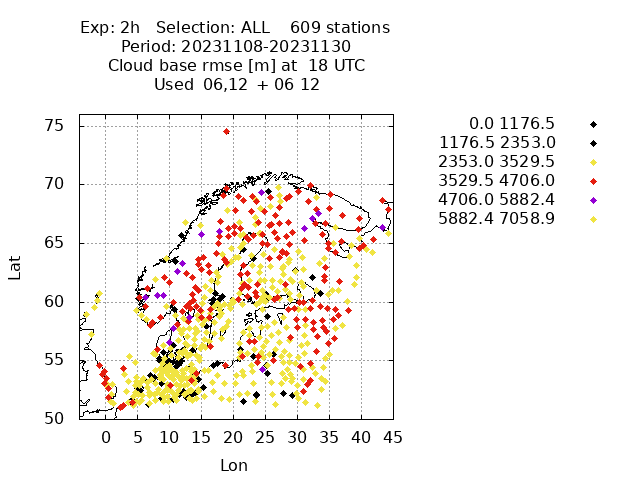 Exp: 2h   Selection: ALL    609 stations
Period: 20231108-20231130
Cloud base rmse [m] at  18 UTC
Used  06,12  + 06 12
75
70
65
60
55
50
Lat
0 5 10 15 20 25 30 35 40 45
Lon
0.0 1176.5
1176.5 2353.0
2353.0 3529.5
3529.5 4706.0
4706.0 5882.4
5882.4 7058.9